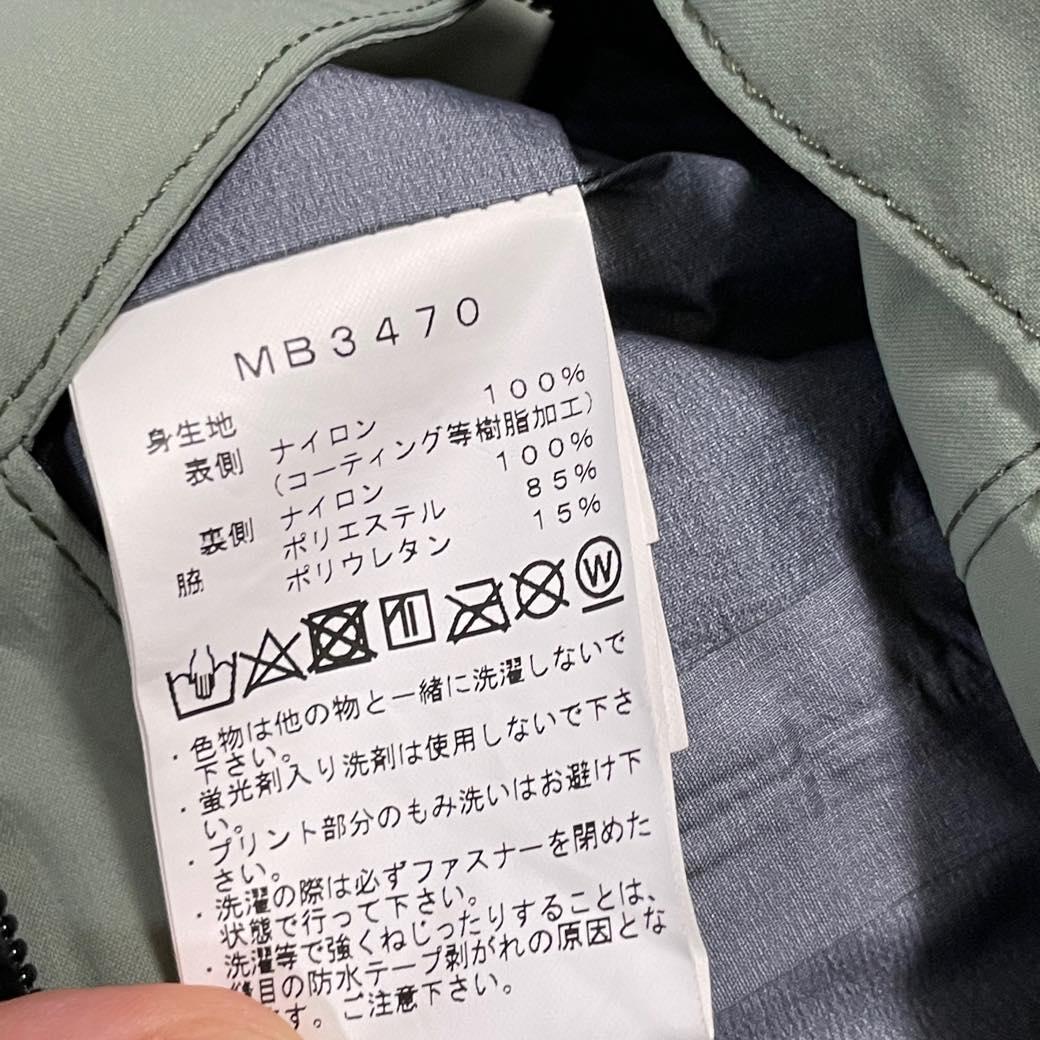 MB3470
身生地
表側 ナイロン 100%
(コーティング等樹脂加工)
裏側 ナイロン 100%
脇 ポリエステル 85%
ポリウレタン 15%
W
・色物は他の物と一緒に洗濯しないで
下さい。
・蛍光剤入り洗剤は使用しないで下さ
い。
・プリント部分のもみ洗いはお避け下
さい。
・洗濯の際は必ずファスナーを閉めた
状態で行って下さい。
・洗濯等で強くねじったりすることは、
目の防水テープ剥がれの原因とな
ます。ご注意下さい。